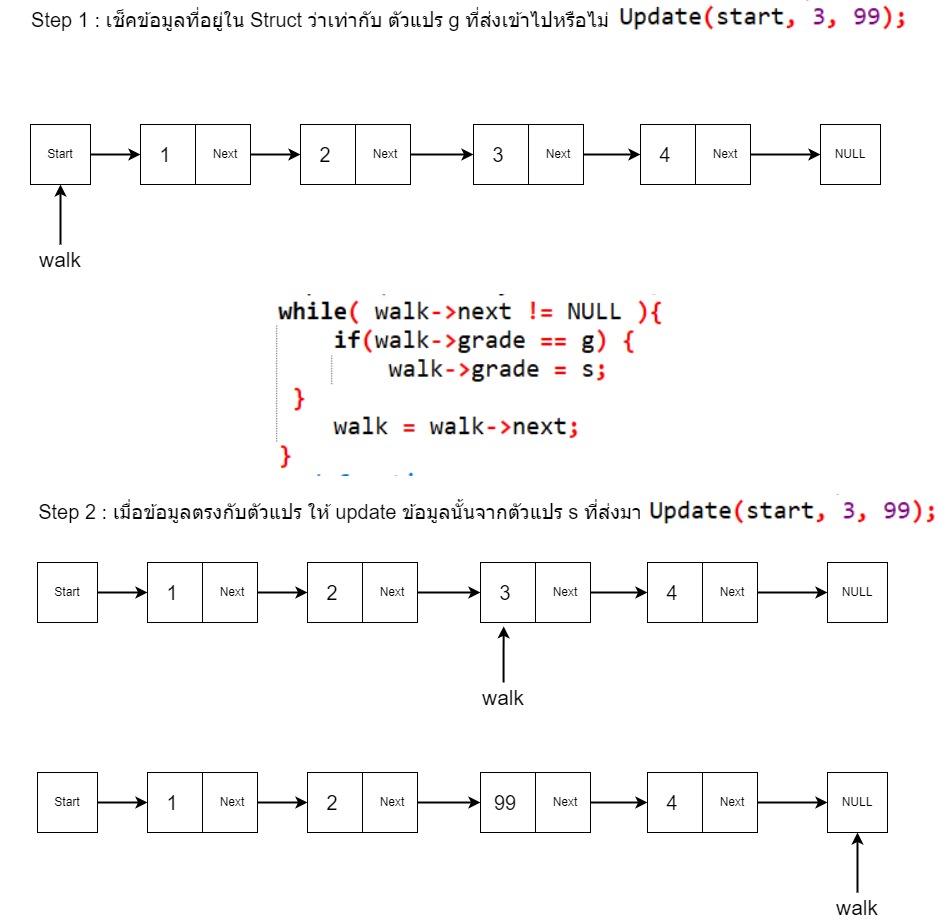 Step 1 : เช็คข้อมูลที่อยู่ใน Struct ว่าเท่ากับ ตัวแปร g ที่ส่งเข้าไปหรือไม่ Update(start, 3, 99);
Start 1 Next 2 Next 3 Next 4 Next NULL
walk
while( walk->next != NULL ){
if(walk->grade == g) {
walk->grade = s;
}
walk = walk->next;
}
Step 2 : เมื่อข้อมูลตรงกับตัวแปร ให้ update ข้อมูลนั้นจากตัวแปร s ที่ส่งมา Update(start, 3, 99);
Start 1 Next 2 Next 3 Next 4 Next NULL
walk
Start 1 Next 2 Next 99 Next 4 Next NULL
walk